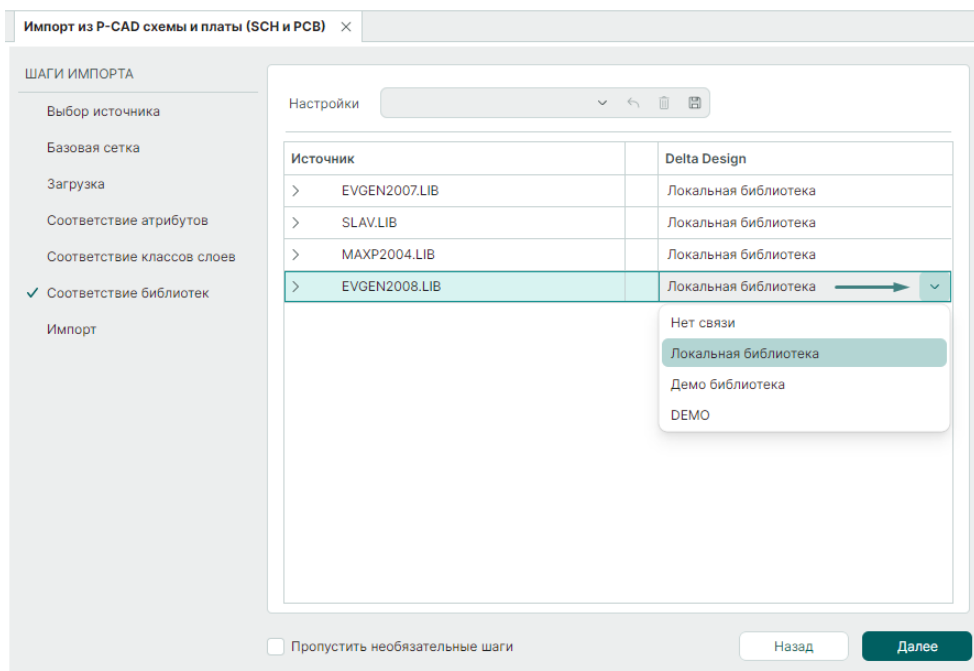 Импорт из P-CAD схемы и платы (SCH и PCB)
ШАГИ ИМПОРТА
Выбор источника
Базовая сетка
Загрузка
Соответствие атрибутов
Соответствие классов слоев
Соответствие библиотек
Импорт
Настройки
Источник Delta Design
EVGEN2007.LIB Локальная библиотека
SLAV.LIB Локальная библиотека
MAXP2004.LIB Локальная библиотека
EVGEN2008.LIB Локальная библиотека
Нет связи
Локальная библиотека
Демо библиотека
DEMO
Пропустить необязательные шаги
Назад
Далее